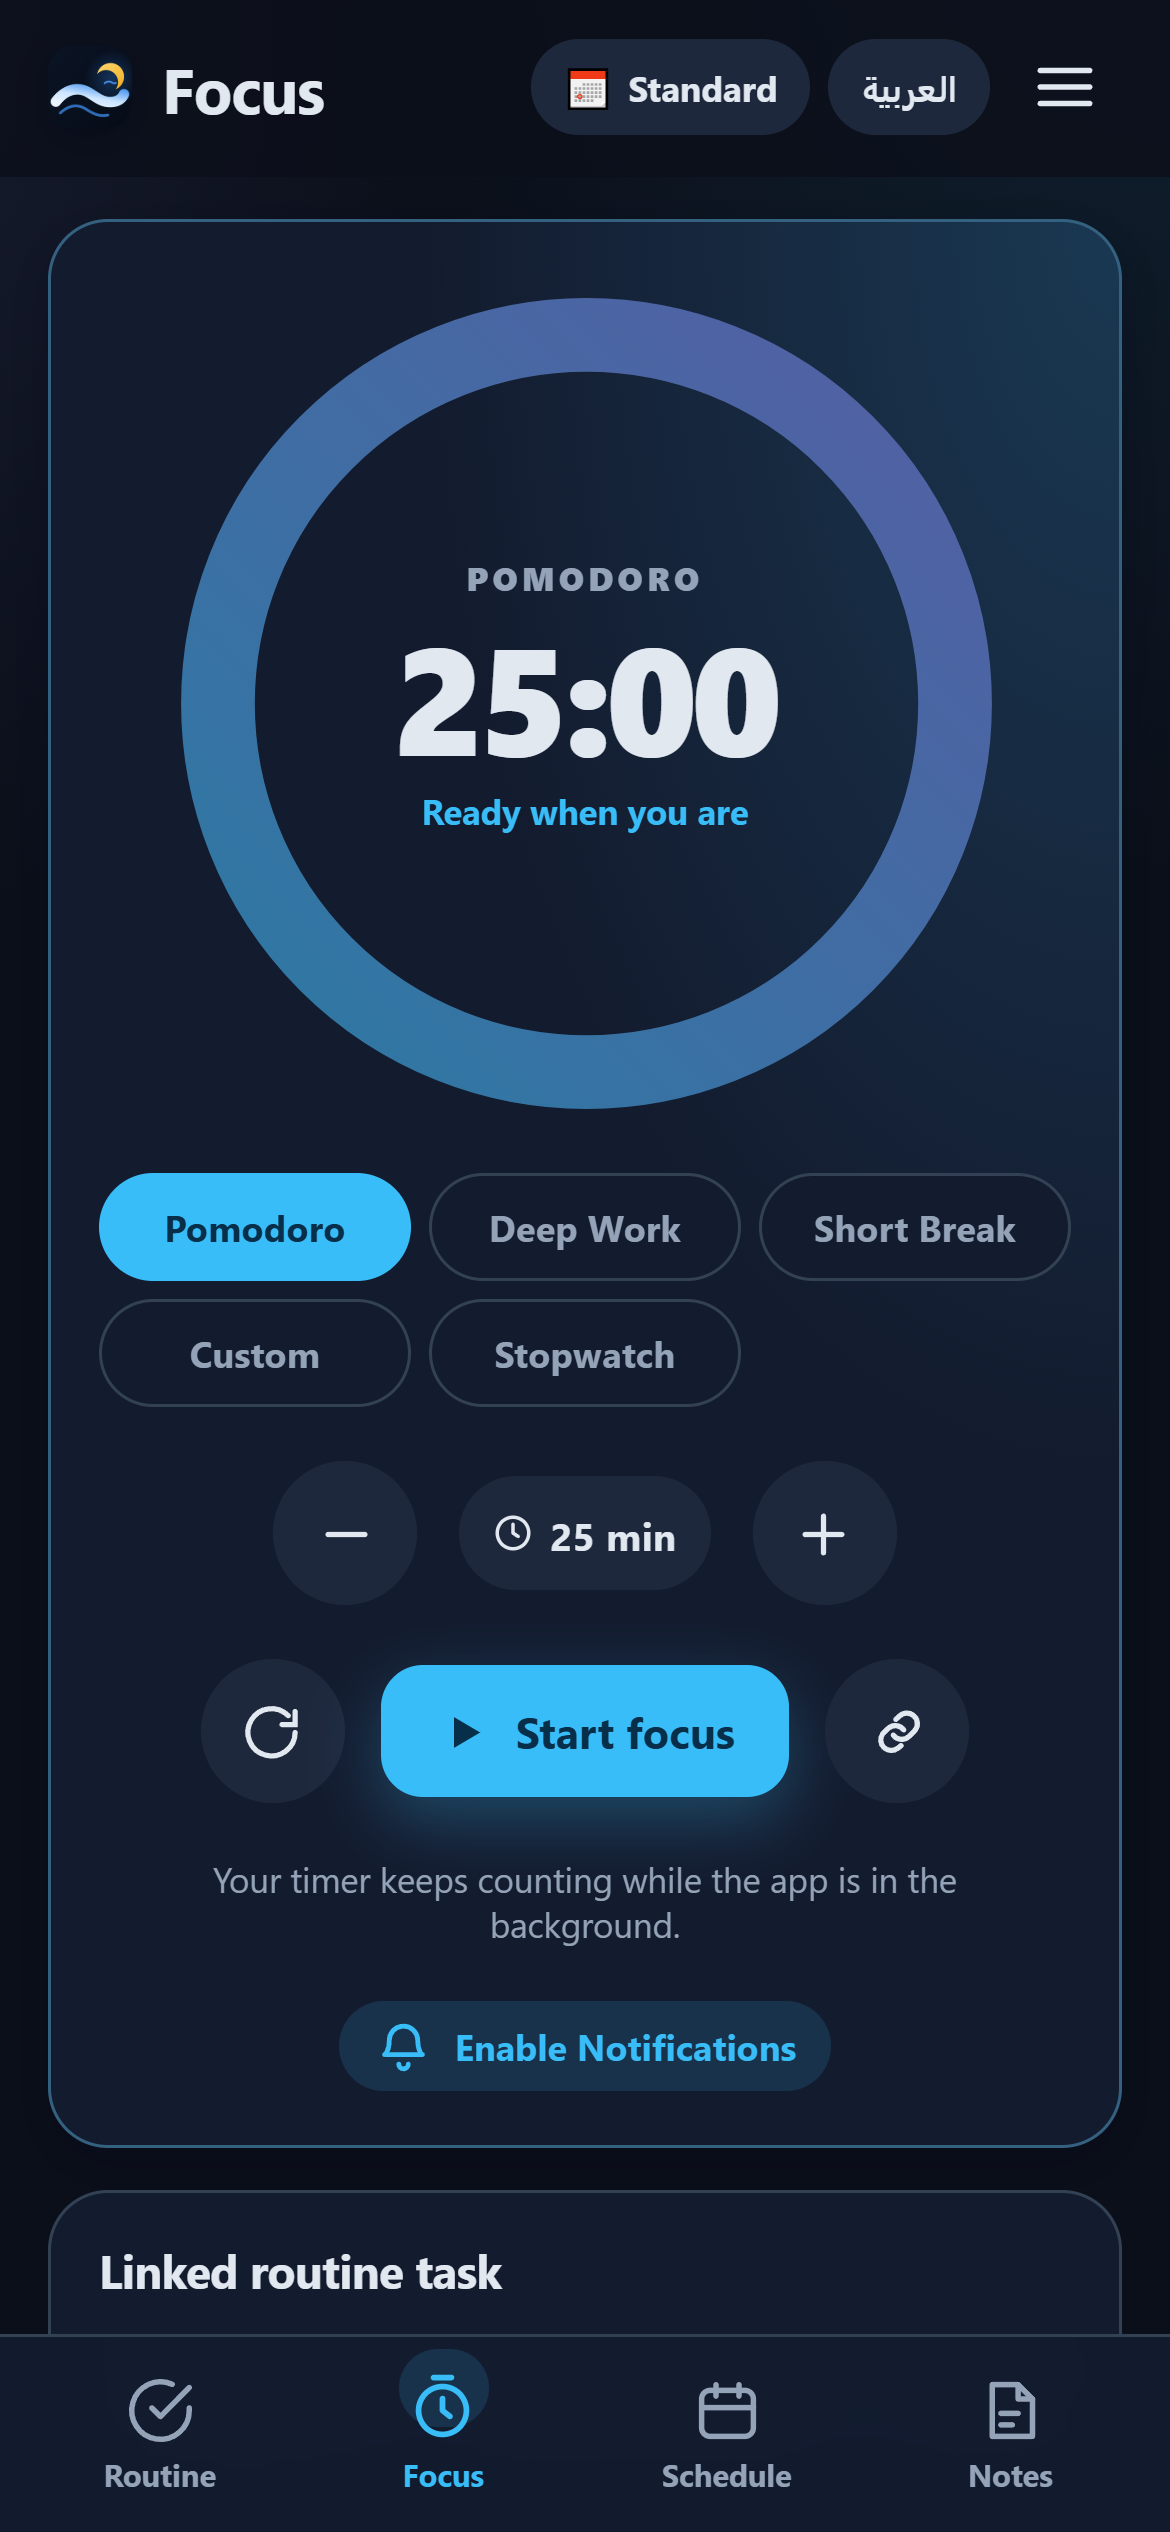 Focus
Standard
العربية
POMODORO
25:00
Ready when you are
Pomodoro
Deep Work
Short Break
Custom
Stopwatch
25 min
Start focus
Your timer keeps counting while the app is in the
background.
Enable Notifications
Linked routine task
Routine
Focus
Schedule
Notes